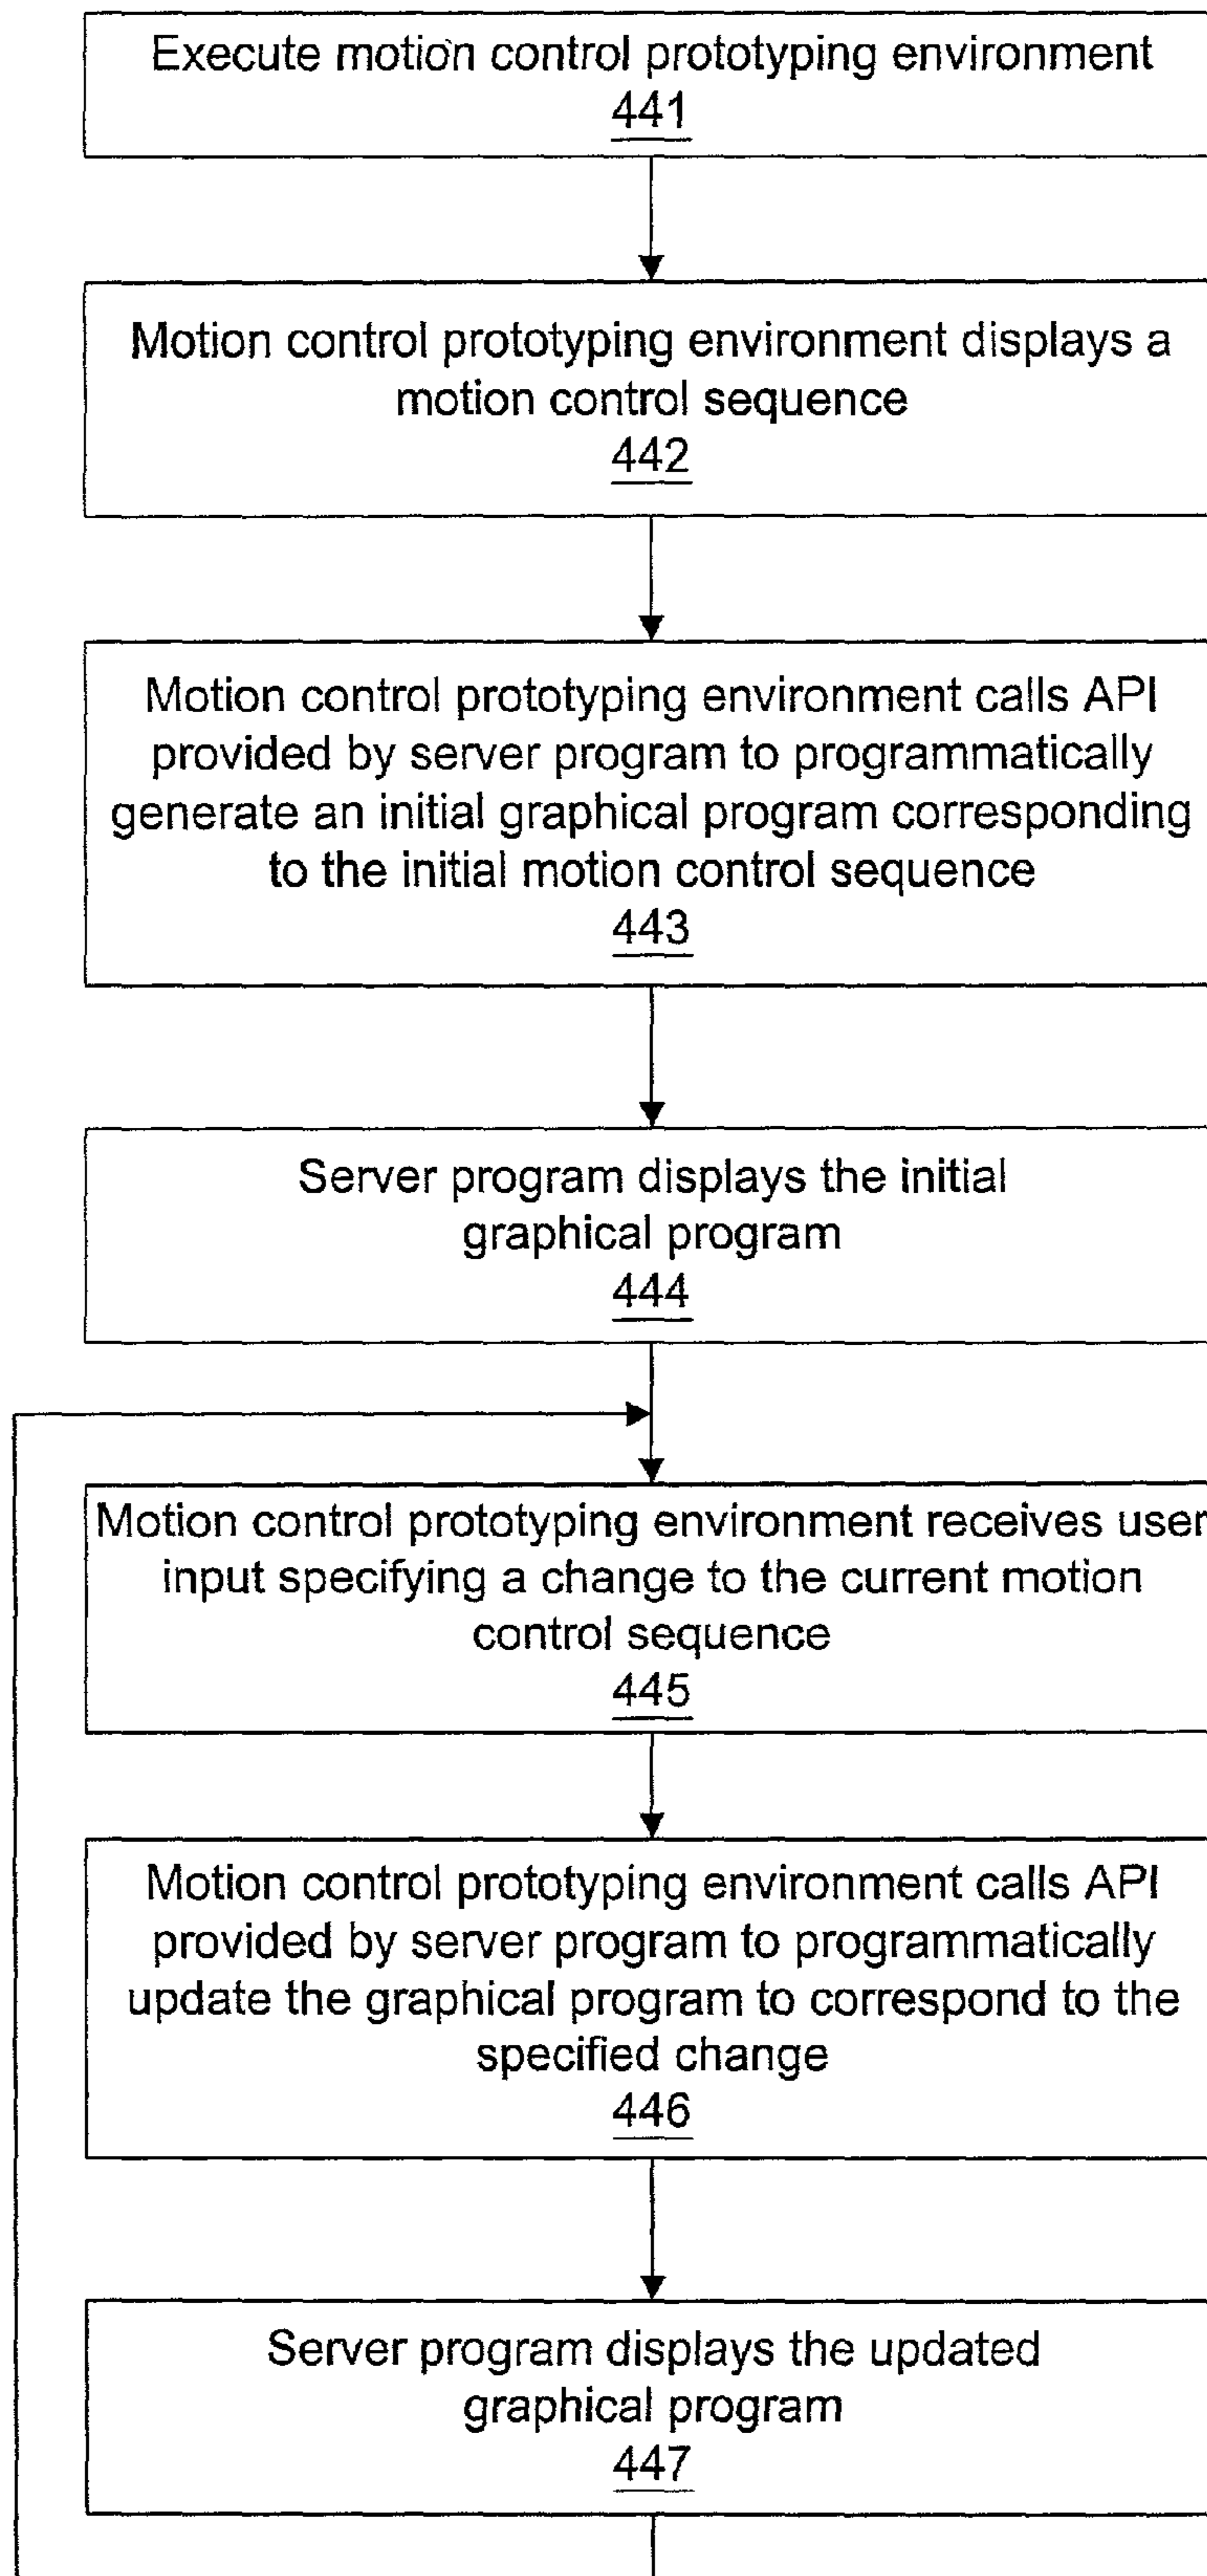 Execute motion control prototyping environment
441
Motion control prototyping environment displays a
motion control sequence
442
Motion control prototyping environment calls API
provided by server program to programmatically
generate an initial graphical program corresponding
to the initial motion control sequence
443
Server program displays the initial
graphical program
444
Motion control prototyping environment receives user
input specifying a change to the current motion
control sequence
445
Motion control prototyping environment calls API
provided by server program to programmatically
update the graphical program to correspond to the
specified change
446
Server program displays the updated
graphical program
447